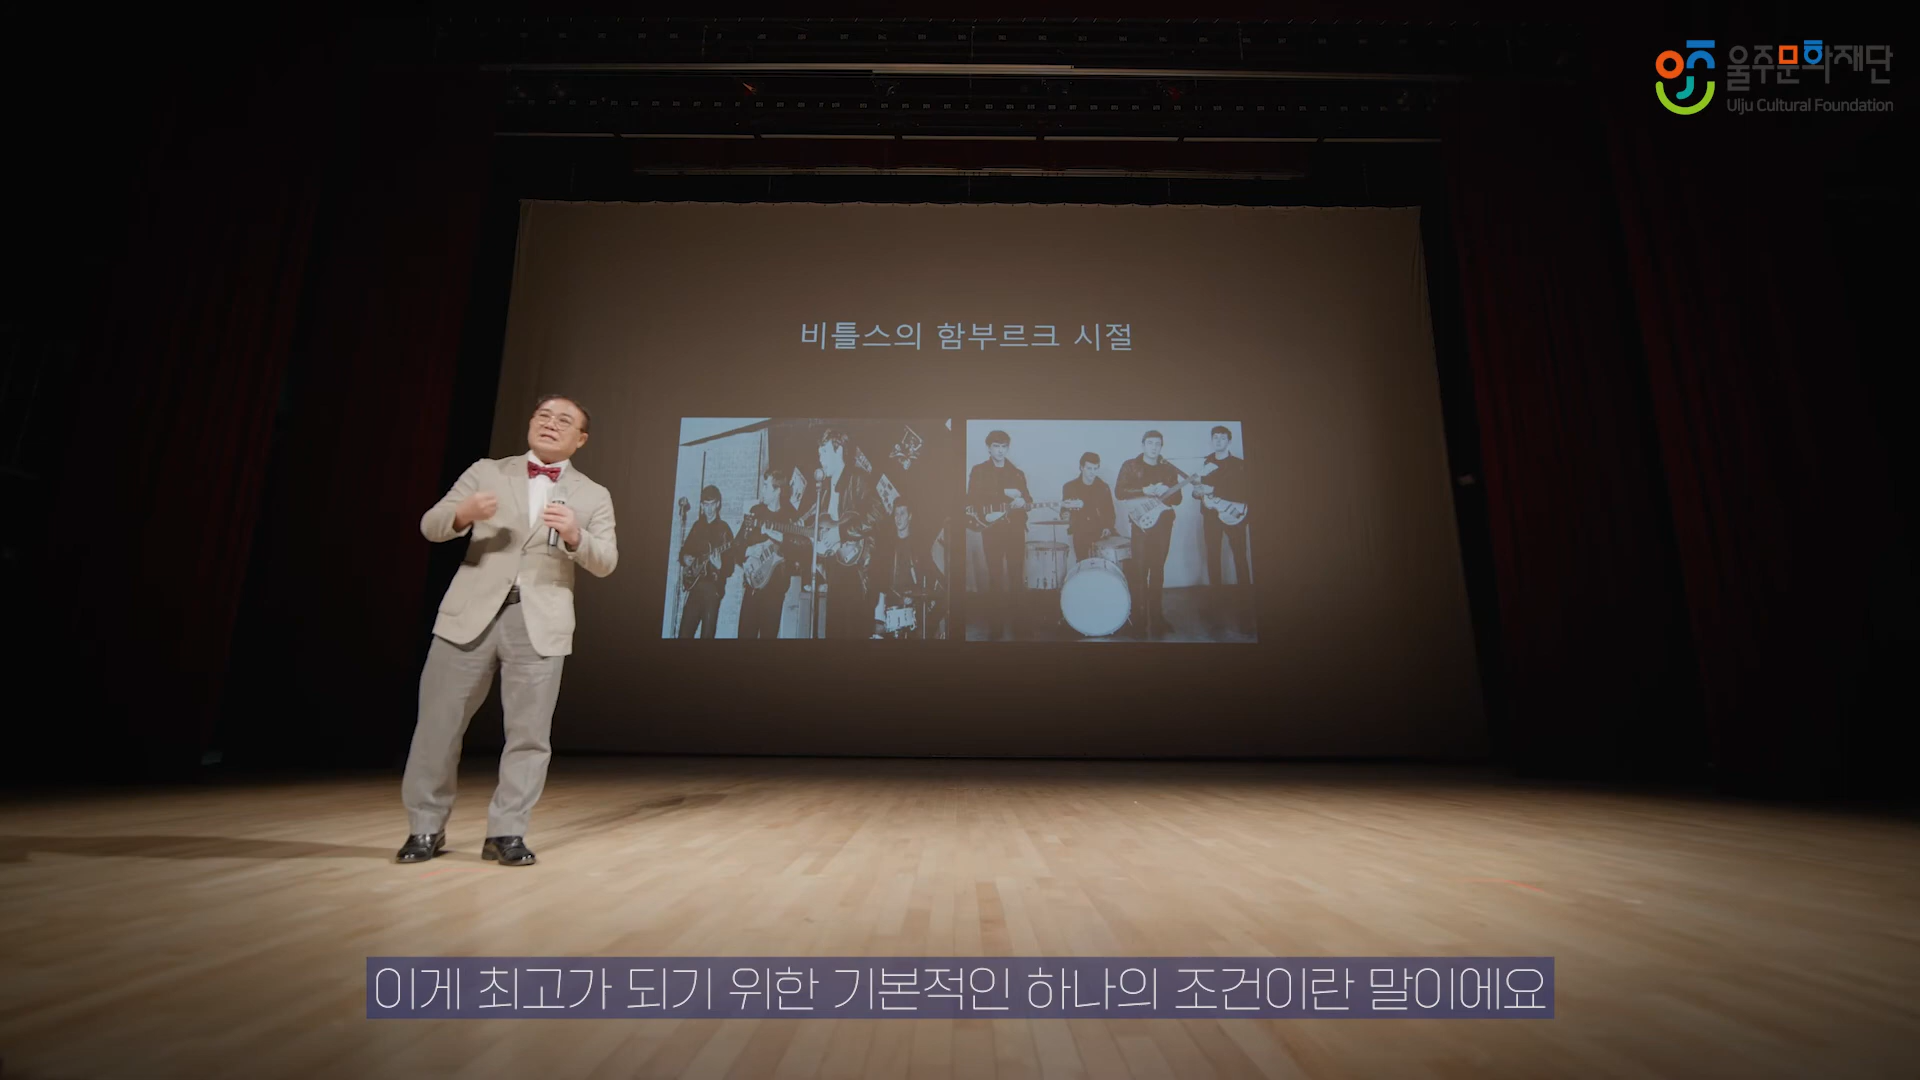 울주문화재단
Ulju Cultural Foundation
비틀스의 함부르크 시절
이게 최고가 되기 위한 기본적인 하나의 조건이란 말이에요